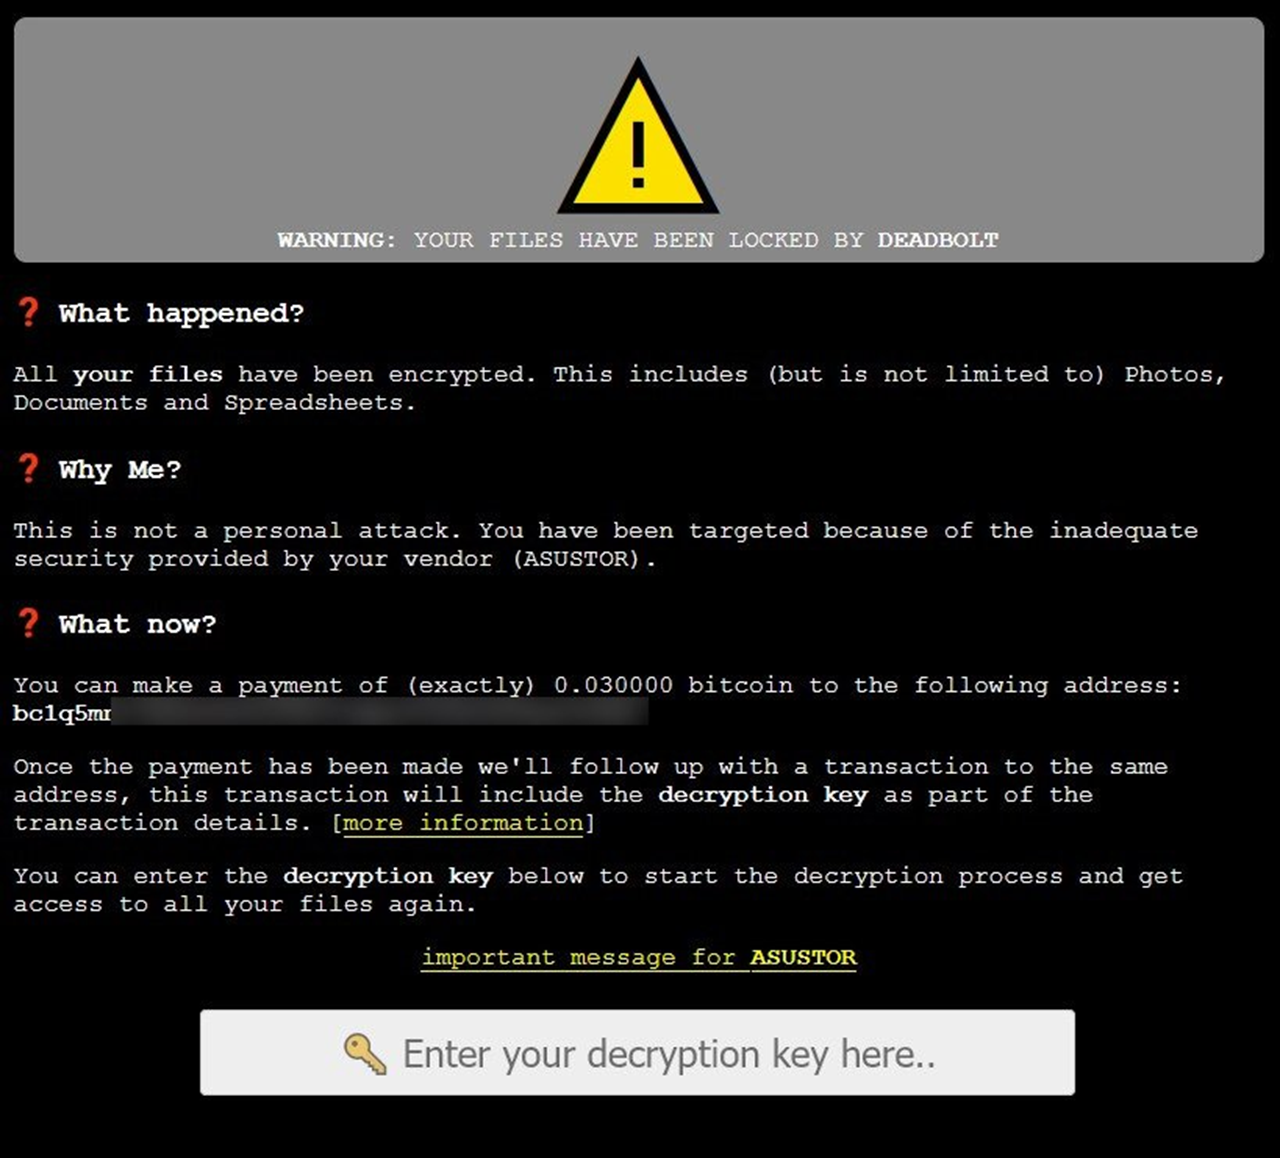 !
WARNING: YOUR FILES HAVE BEEN LOCKED BY DEADBOLT
❓ What happened?
All your files have been encrypted. This includes (but is not limited to) Photos,
Documents and Spreadsheets.
❓ Why Me?
This is not a personal attack. You have been targeted because of the inadequate
security provided by your vendor (ASUSTOR).
❓ What now?
You can make a payment of (exactly) 0.030000 bitcoin to the following address:
bc1q5m
Once the payment has been made we'll follow up with a transaction to the same
address, this transaction will include the decryption key as part of the
transaction details. [more information]
You can enter the decryption key below to start the decryption process and get
access to all your files again.
important message for ASUSTOR
Enter your decryption key here..